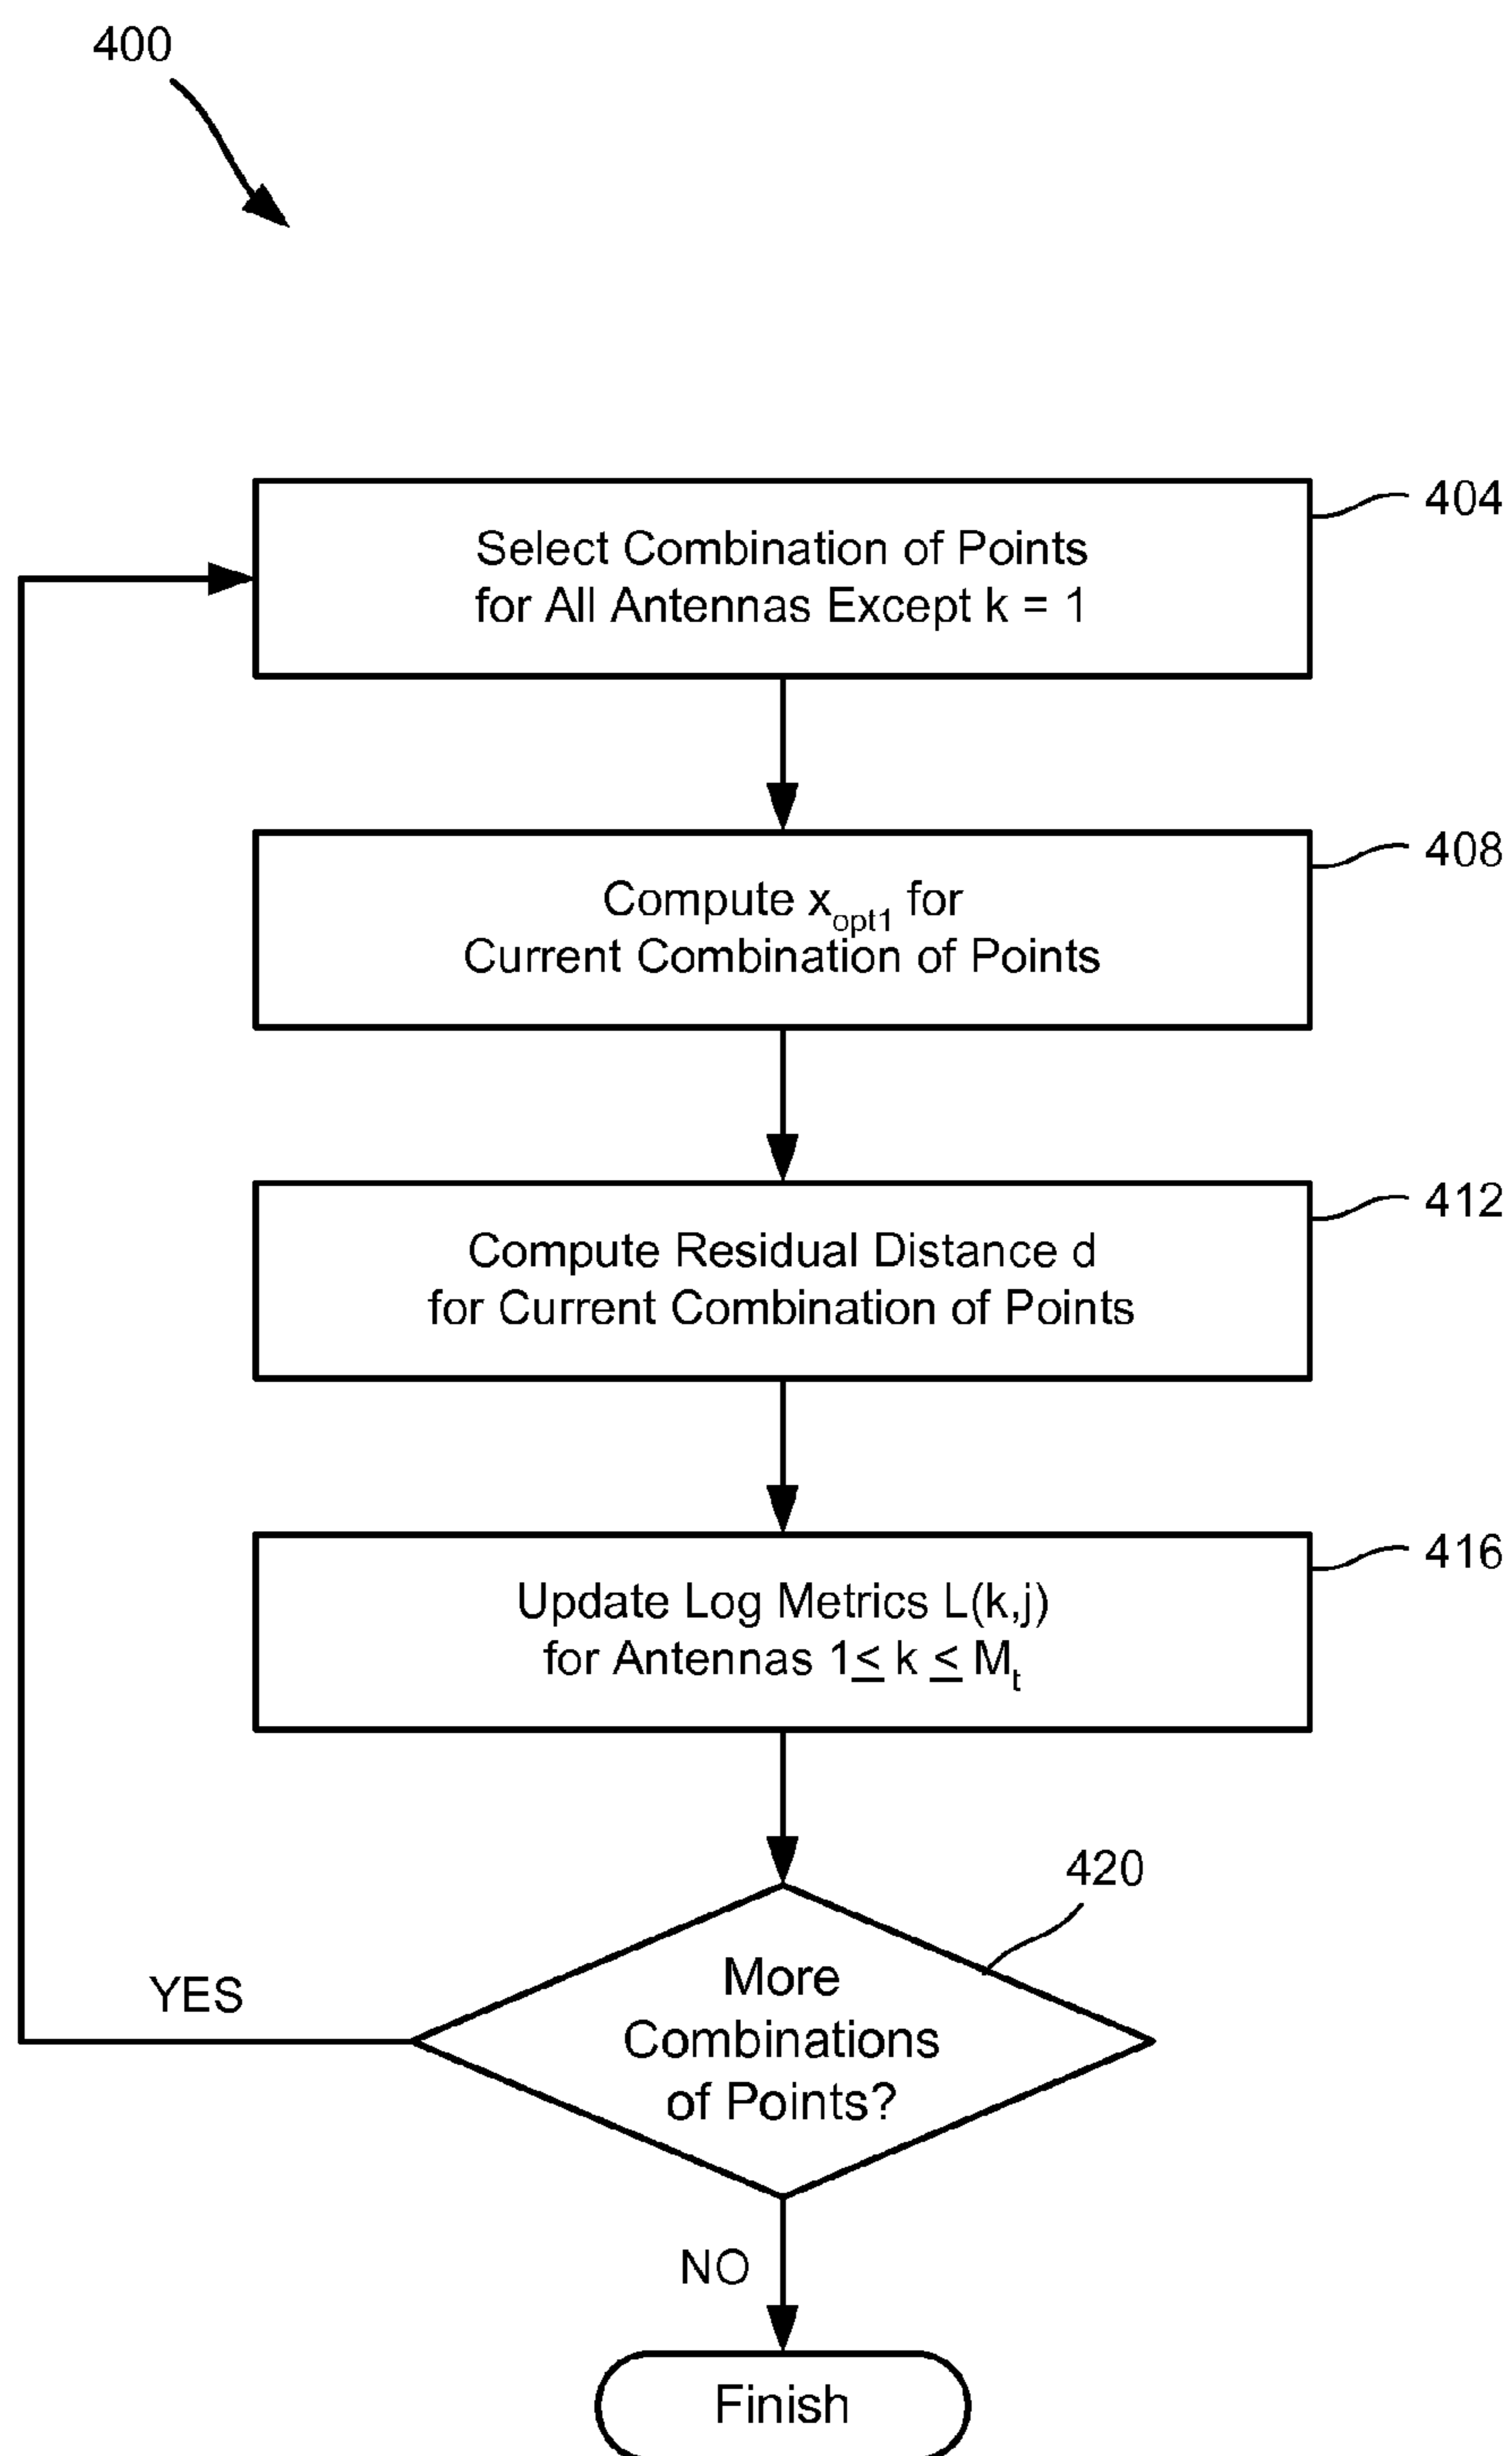 400
Select Combination of Points
for All Antennas Except k = 1
404
Compute x_opt1 for
Current Combination of Points
408
Compute Residual Distance d
for Current Combination of Points
412
Update Log Metrics L(k,j)
for Antennas 1≤ k ≤ M_t
416
420
More
Combinations
of Points?
YES
NO
Finish